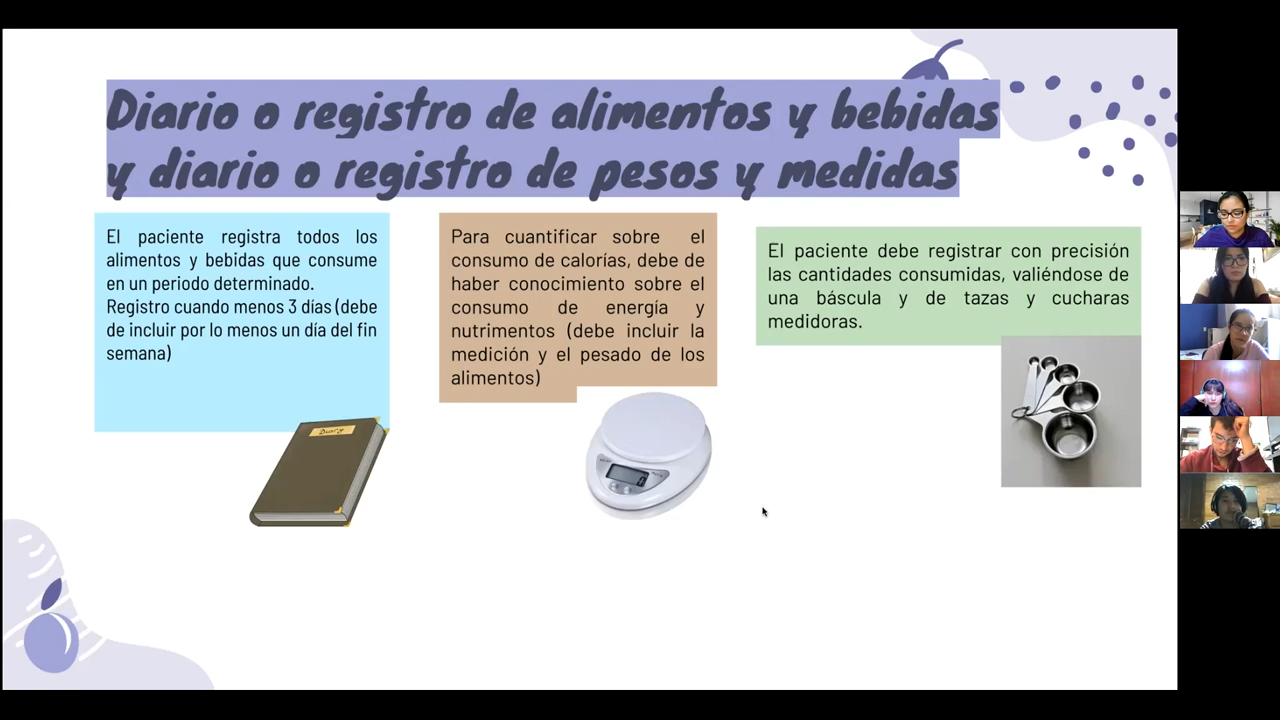 Diario o registro de alimentos y bebidas
y diario o registro de pesos y medidas
El paciente registra todos los
alimentos y bebidas que consume
en un periodo determinado.
Registro cuando menos 3 días (debe
de incluir por lo menos un día del fin
semana)
Para cuantificar sobre el
consumo de calorías, debe de
haber conocimiento sobre el
consumo de energía y
nutrimentos (debe incluir la
medición y el pesado de los
alimentos)
El paciente debe registrar con precisión
las cantidades consumidas, valiéndose de
una báscula y de tazas y cucharas
medidoras.
Diary